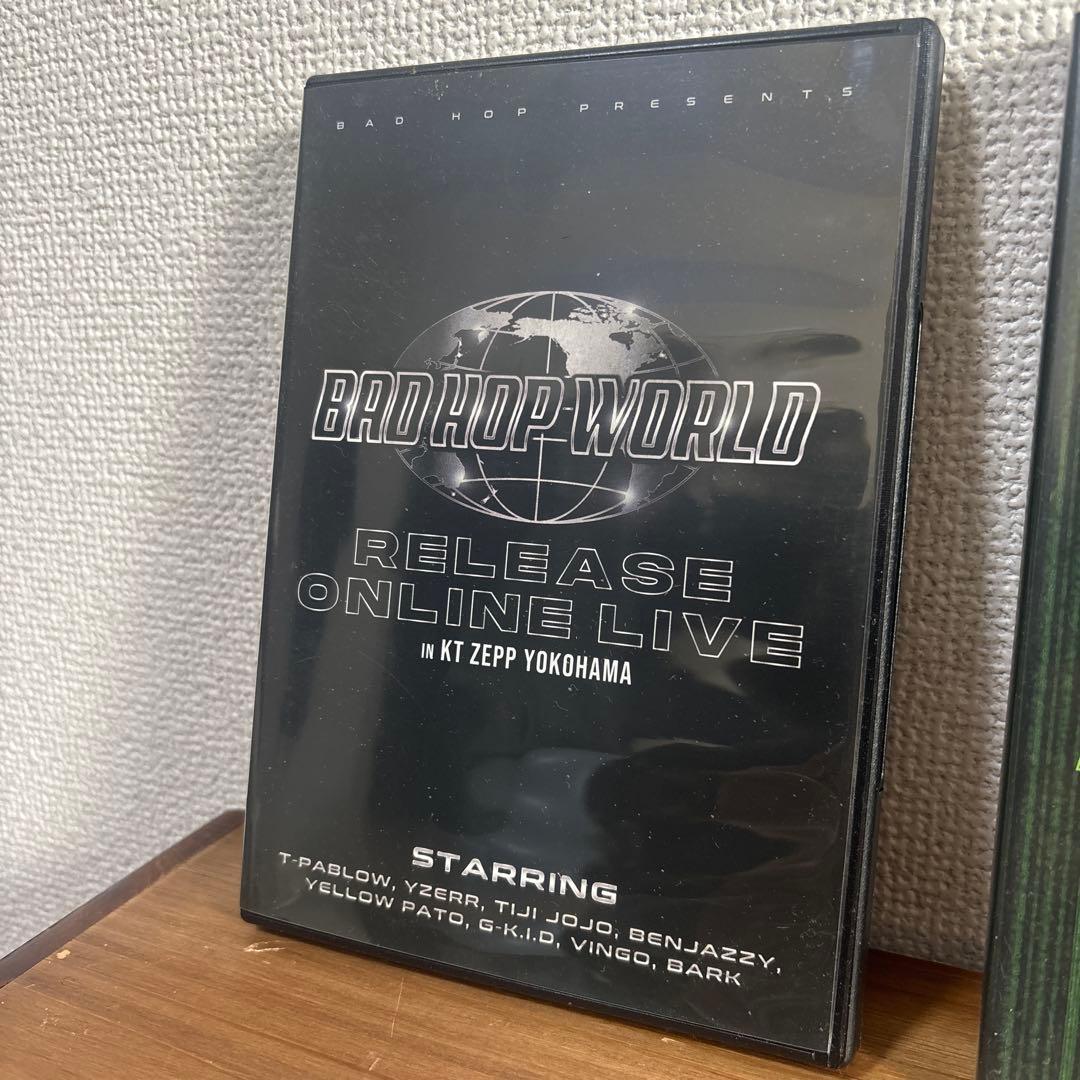 BAD HOP PRESENTS
BAD HOP WORLD
RELEASE
ONLINE LIVE
IN KT ZEPP YOKOHAMA
STARRING
T-PABLOW, YZERR, TIJI JOJO, BENJAZZY,
YELLOW PATO, G-K.I.D, VINGO, BARK